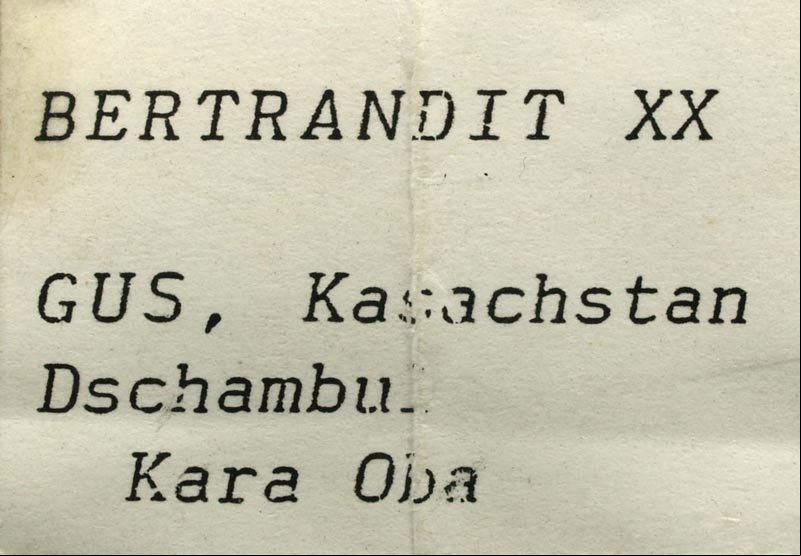 BERTRANDIT XX
GUS, Kasachstan
Dschambul
Kara Oba